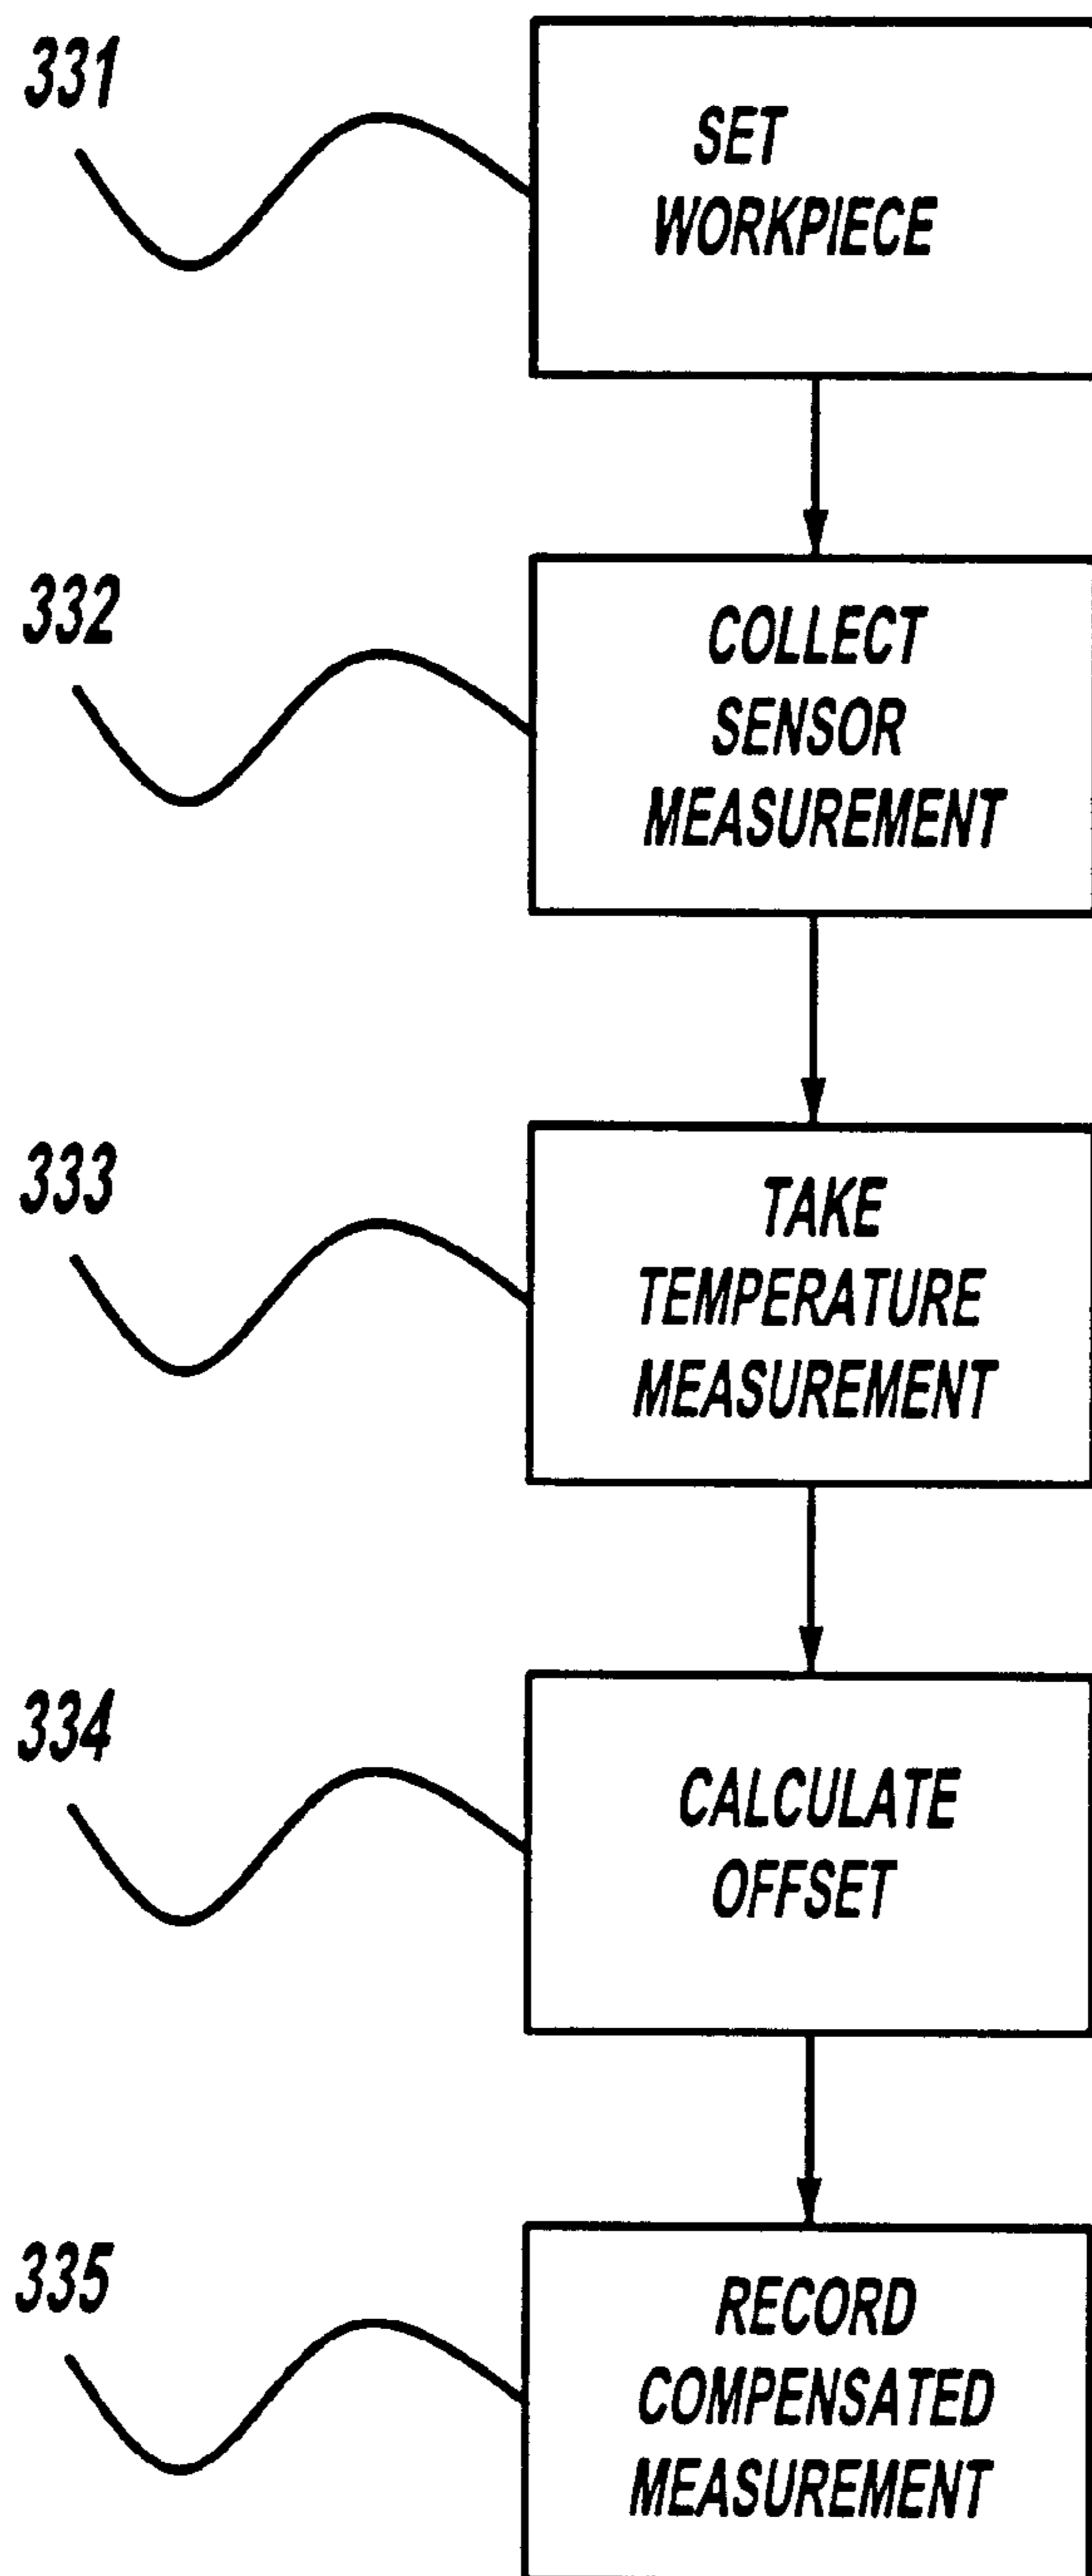 331
SET
WORKPIECE
332
COLLECT
SENSOR
MEASUREMENT
333
TAKE
TEMPERATURE
MEASUREMENT
334
CALCULATE
OFFSET
335
RECORD
COMPENSATED
MEASUREMENT